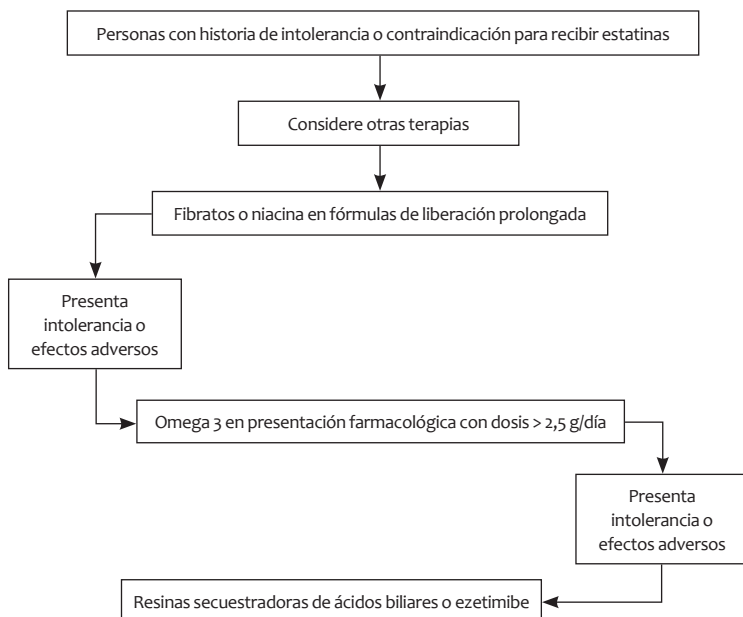 Personas con historia de intolerancia o contraindicación para recibir estatinas
Considere otras terapias
Fibratos o niacina en fórmulas de liberación prolongada
Presenta
intolerancia o
efectos adversos
Omega 3 en presentación farmacológica con dosis > 2,5 g/día
Presenta
intolerancia o
efectos adversos
Resinas secuestradoras de ácidos biliares o ezetimibe